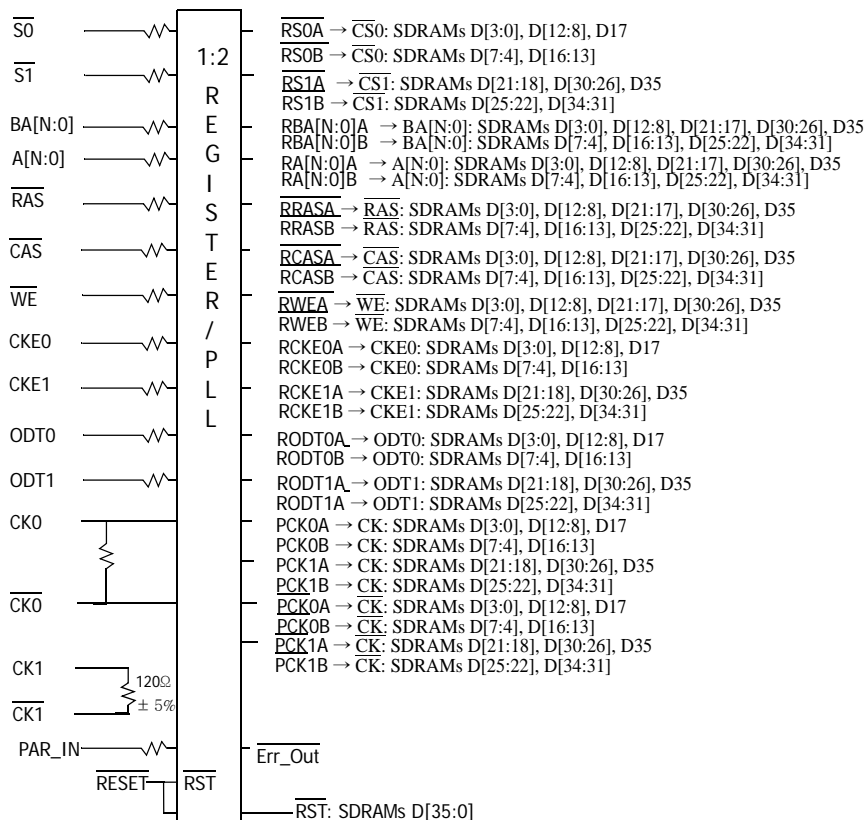 S0
RS0A → CS0: SDRAMs D[3:0], D[12:8], D17
1:2
RS0B → CS0: SDRAMs D[7:4], D[16:13]
S1
RS1A → CS1: SDRAMs D[21:18], D[30:26], D35
RS1B → CS1: SDRAMs D[25:22], D[34:31]
REGISTER/PLL
BA[N:0]
RBA[N:0]A → BA[N:0]: SDRAMs D[3:0], D[12:8], D[21:17], D[30:26], D35
RBA[N:0]B → BA[N:0]: SDRAMs D[7:4], D[16:13], D[25:22], D[34:31]
A[N:0]
RA[N:0]A → A[N:0]: SDRAMs D[3:0], D[12:8], D[21:17], D[30:26], D35
RA[N:0]B → A[N:0]: SDRAMs D[7:4], D[16:13], D[25:22], D[34:31]
RAS
RRASA → RAS: SDRAMs D[3:0], D[12:8], D[21:17], D[30:26], D35
RRASB → RAS: SDRAMs D[7:4], D[16:13], D[25:22], D[34:31]
CAS
RCASA → CAS: SDRAMs D[3:0], D[12:8], D[21:17], D[30:26], D35
RCASB → CAS: SDRAMs D[7:4], D[16:13], D[25:22], D[34:31]
WE
RWEA → WE: SDRAMs D[3:0], D[12:8], D[21:17], D[30:26], D35
RWEB → WE: SDRAMs D[7:4], D[16:13], D[25:22], D[34:31]
CKE0
RCKE0A → CKE0: SDRAMs D[3:0], D[12:8], D17
RCKE0B → CKE0: SDRAMs D[7:4], D[16:13]
CKE1
RCKE1A → CKE1: SDRAMs D[21:18], D[30:26], D35
RCKE1B → CKE1: SDRAMs D[25:22], D[34:31]
ODT0
RODT0A → ODT0: SDRAMs D[3:0], D[12:8], D17
RODT0B → ODT0: SDRAMs D[7:4], D[16:13]
ODT1
RODT1A → ODT1: SDRAMs D[21:18], D[30:26], D35
RODT1A → ODT1: SDRAMs D[25:22], D[34:31]
CK0
PCK0A → CK: SDRAMs D[3:0], D[12:8], D17
PCK0B → CK: SDRAMs D[7:4], D[16:13]
PCK1A → CK: SDRAMs D[21:18], D[30:26], D35
PCK1B → CK: SDRAMs D[25:22], D[34:31]
CK0
PCK0A → CK: SDRAMs D[3:0], D[12:8], D17
PCK0B → CK: SDRAMs D[7:4], D[16:13]
PCK1A → CK: SDRAMs D[21:18], D[30:26], D35
PCK1B → CK: SDRAMs D[25:22], D[34:31]
CK1
120Ω
± 5%
CK1
PAR_IN
Err_Out
RESET
RST
RST: SDRAMs D[35:0]